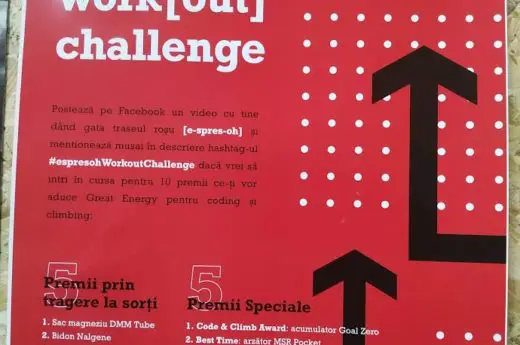 work[out]
challenge
Postează pe Facebook un video cu tine
dând gata traseul roșu [e-spres-oh] și
menționează musai în descriere hashtag-ul
#espresohWorkoutChallenge dacă vrei să
intri în cursa pentru 10 premii ce-ți vor
aduce Great Energy pentru coding și
climbing:
5
Premii prin
tragere la sorți
1. Sac magneziu DMM Tube
2. Bidon Nalgene
5
Premii Speciale
1. Code & Climb Award: acumulator Goal Zero
2. Best Time: arzător MSR Pocket